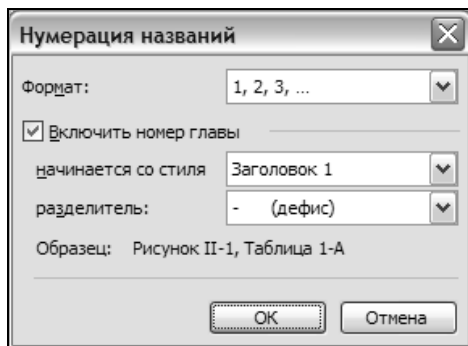 Нумерация названий
Формат: 1, 2, 3, ...
Включить номер главы
начинается со стиля Заголовок 1
разделитель: - (дефис)
Образец: Рисунок II-1, Таблица 1-A
ОК Отмена